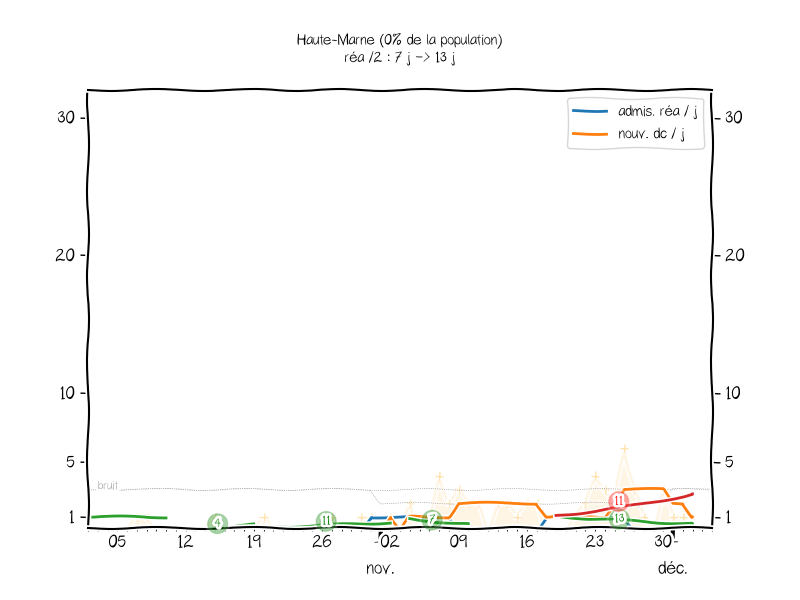 Haute-Marne (0% de la population)
réa /2 : 7 j -> 13 j
admis. réa / j
nouv. dc / j
30 30
20 20
10 10
5 5
bruit
1 1
4 11 7 11 13
05 12 19 26 02 09 16 23 30
nov. déc.